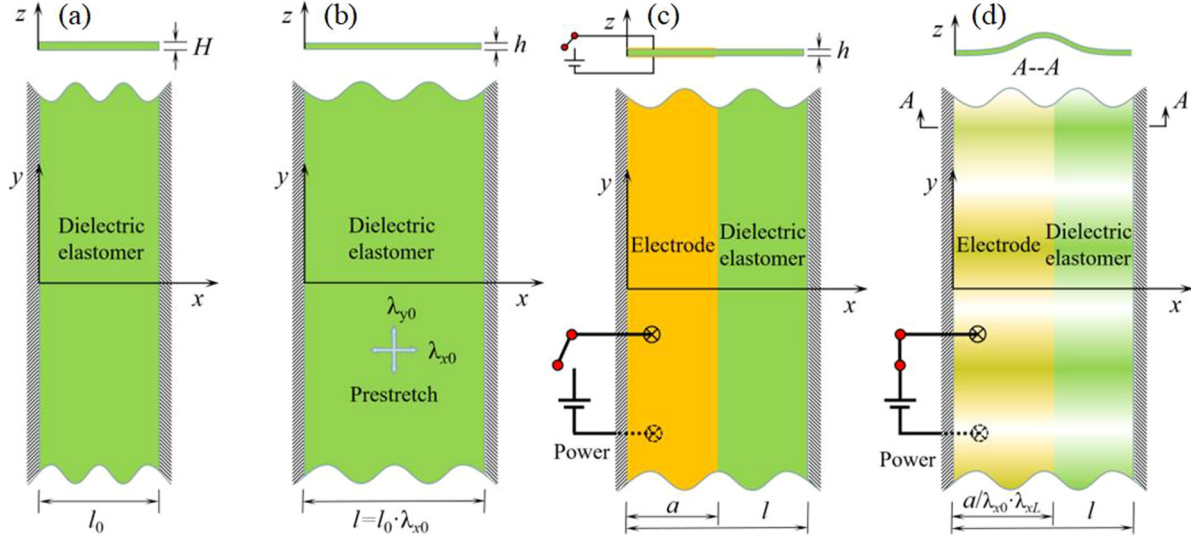 (a)
z
H
y
Dielectric
elastomer
x
l₀
(b)
z
h
y
Dielectric
elastomer
x
λy0
λx0
Prestretch
l=l₀·λx0
(c)
z
h
y
Electrode
Dielectric
elastomer
x
Power
a
l
(d)
z
A--A
A
A
y
Electrode
Dielectric
elastomer
x
Power
a/λx0·λxL
l